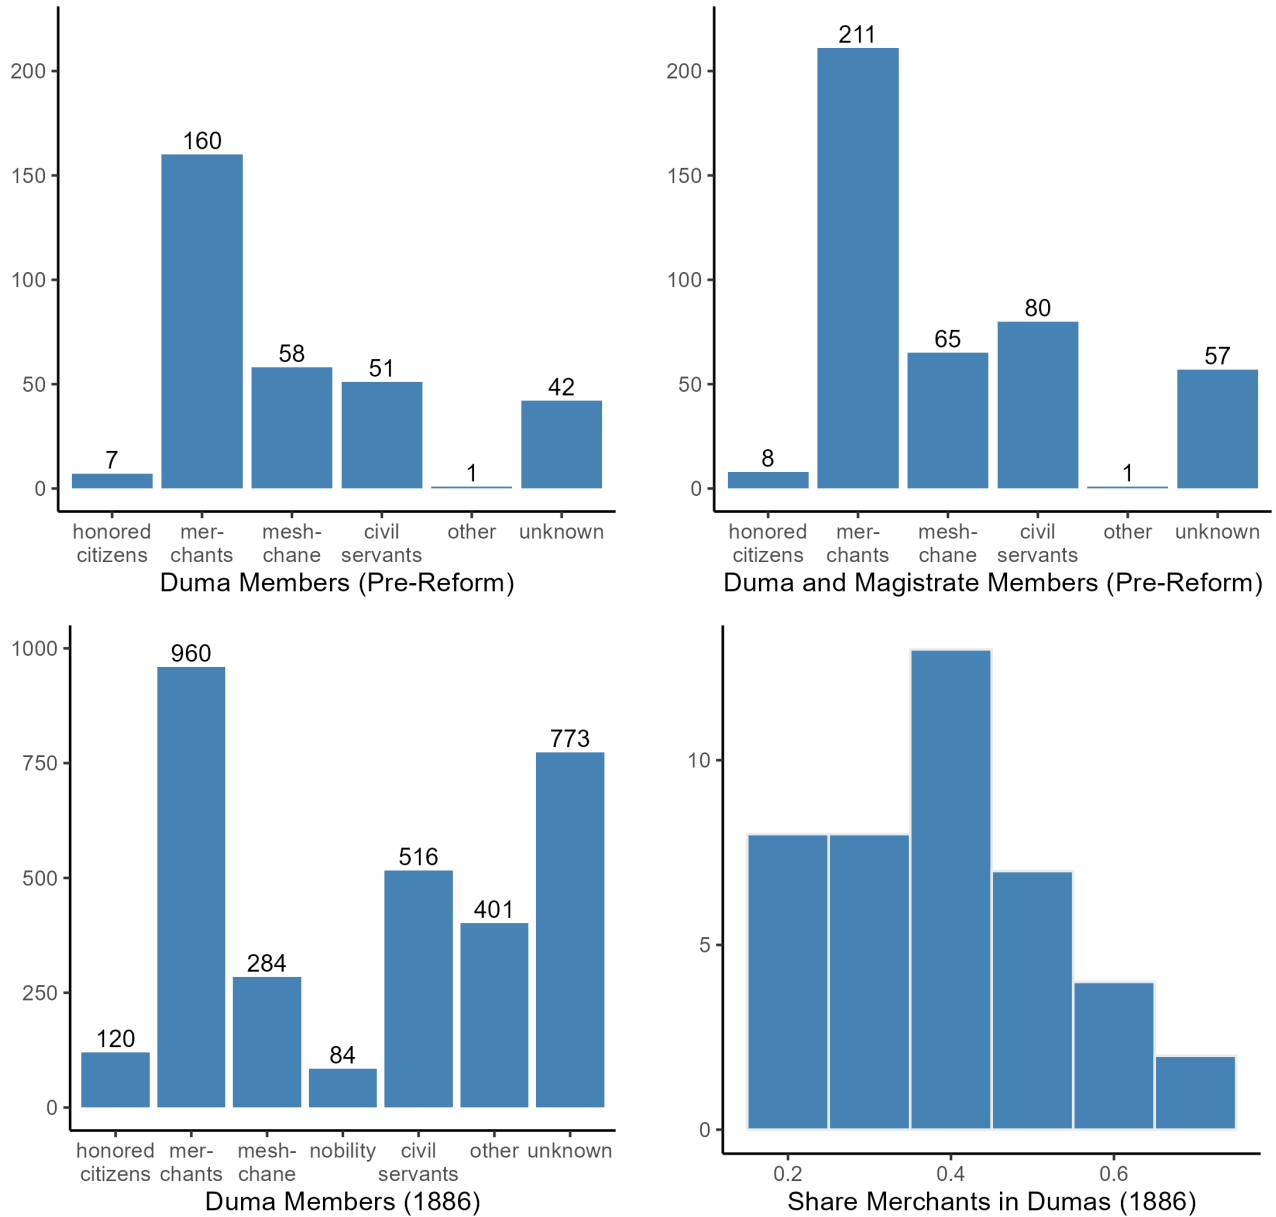 200
150
100
50
0
7
160
58
51
1
42
honored
citizens
mer-
chants
mesh-
chane
civil
servants
other
unknown
Duma Members (Pre-Reform)
200
150
100
50
0
8
211
65
80
1
57
honored
citizens
mer-
chants
mesh-
chane
civil
servants
other
unknown
Duma and Magistrate Members (Pre-Reform)
1000
750
500
250
0
120
960
284
84
516
401
773
honored
citizens
mer-
chants
mesh-
chane
nobility
civil
servants
other
unknown
Duma Members (1886)
10
5
0
0.2
0.4
0.6
Share Merchants in Dumas (1886)